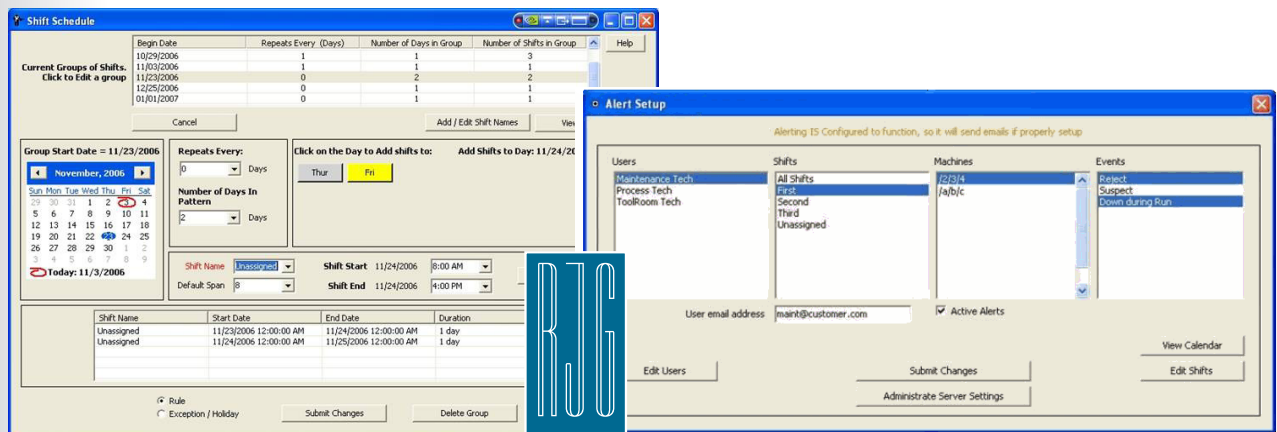 Shift Schedule
Begin Date Repeats Every (Days) Number of Days in Group Number of Shifts in Group Help
10/29/2006 1 1 3
Current Groups of Shifts. 11/03/2006 1 1 1
Click to Edit a group 11/23/2006 0 2 2
12/25/2006 0 1 1
01/01/2007 0 1 1
Cancel Add / Edit Shift Names
Group Start Date = 11/23/2006
November, 2006
Sun Mon Tue Wed Thu Fri Sat
29 30 31 1 2 3 4
5 6 7 8 9 10 11
12 13 14 15 16 17 18
19 20 21 22 23 24 25
26 27 28 29 30 1 2
3 4 5 6 7 8 9
Today: 11/3/2006
Repeats Every:
0 Days
Number of Days In
Pattern
2 Days
Click on the Day to Add shifts to: Add Shifts to Day: 11/24/20
Thur Fri
Shift Name Unassigned Shift Start 11/24/2006 8:00 AM
Default Span 8 Shift End 11/24/2006 4:00 PM
Shift Name Start Date End Date Duration
Unassigned 11/23/2006 12:00:00 AM 11/24/2006 12:00:00 AM 1 day
Unassigned 11/24/2006 12:00:00 AM 11/25/2006 12:00:00 AM 1 day
Rule
Exception / Holiday Submit Changes Delete Group
RJG
Alert Setup
Alerting IS Configured to function, so it will send emails if properly setup
Users Shifts Machines Events
Maintenance Tech All Shifts /2/3/4 Reject
Process Tech First /a/b/c Suspect
ToolRoom Tech Second Down during Run
Third
Unassigned
User email address maint@customer.com Active Alerts
View Calendar
Edit Users Submit Changes Edit Shifts
Administrate Server Settings